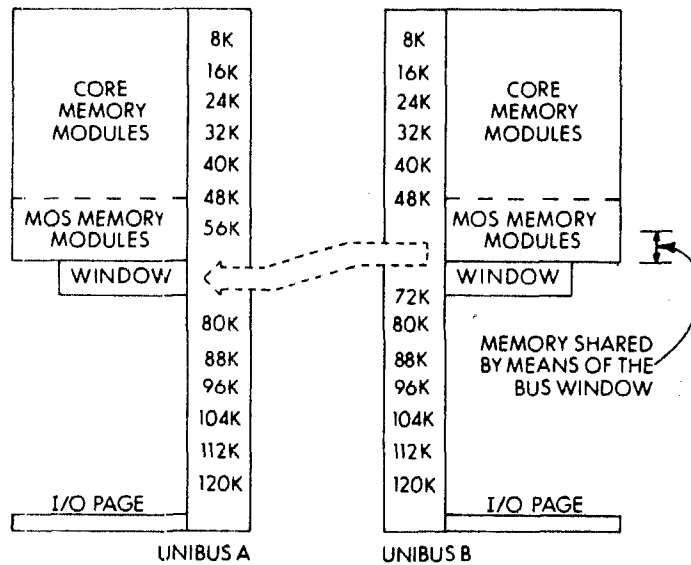 CORE
MEMORY
MODULES
MOS MEMORY
MODULES
WINDOW
I/O PAGE
8K
16K
24K
32K
40K
48K
56K
80K
88K
96K
104K
112K
120K
UNIBUS A
8K
16K
24K
32K
40K
48K
72K
80K
88K
96K
104K
112K
120K
UNIBUS B
CORE
MEMORY
MODULES
MOS MEMORY
MODULES
WINDOW
MEMORY SHARED
BY MEANS OF THE
BUS WINDOW
I/O PAGE